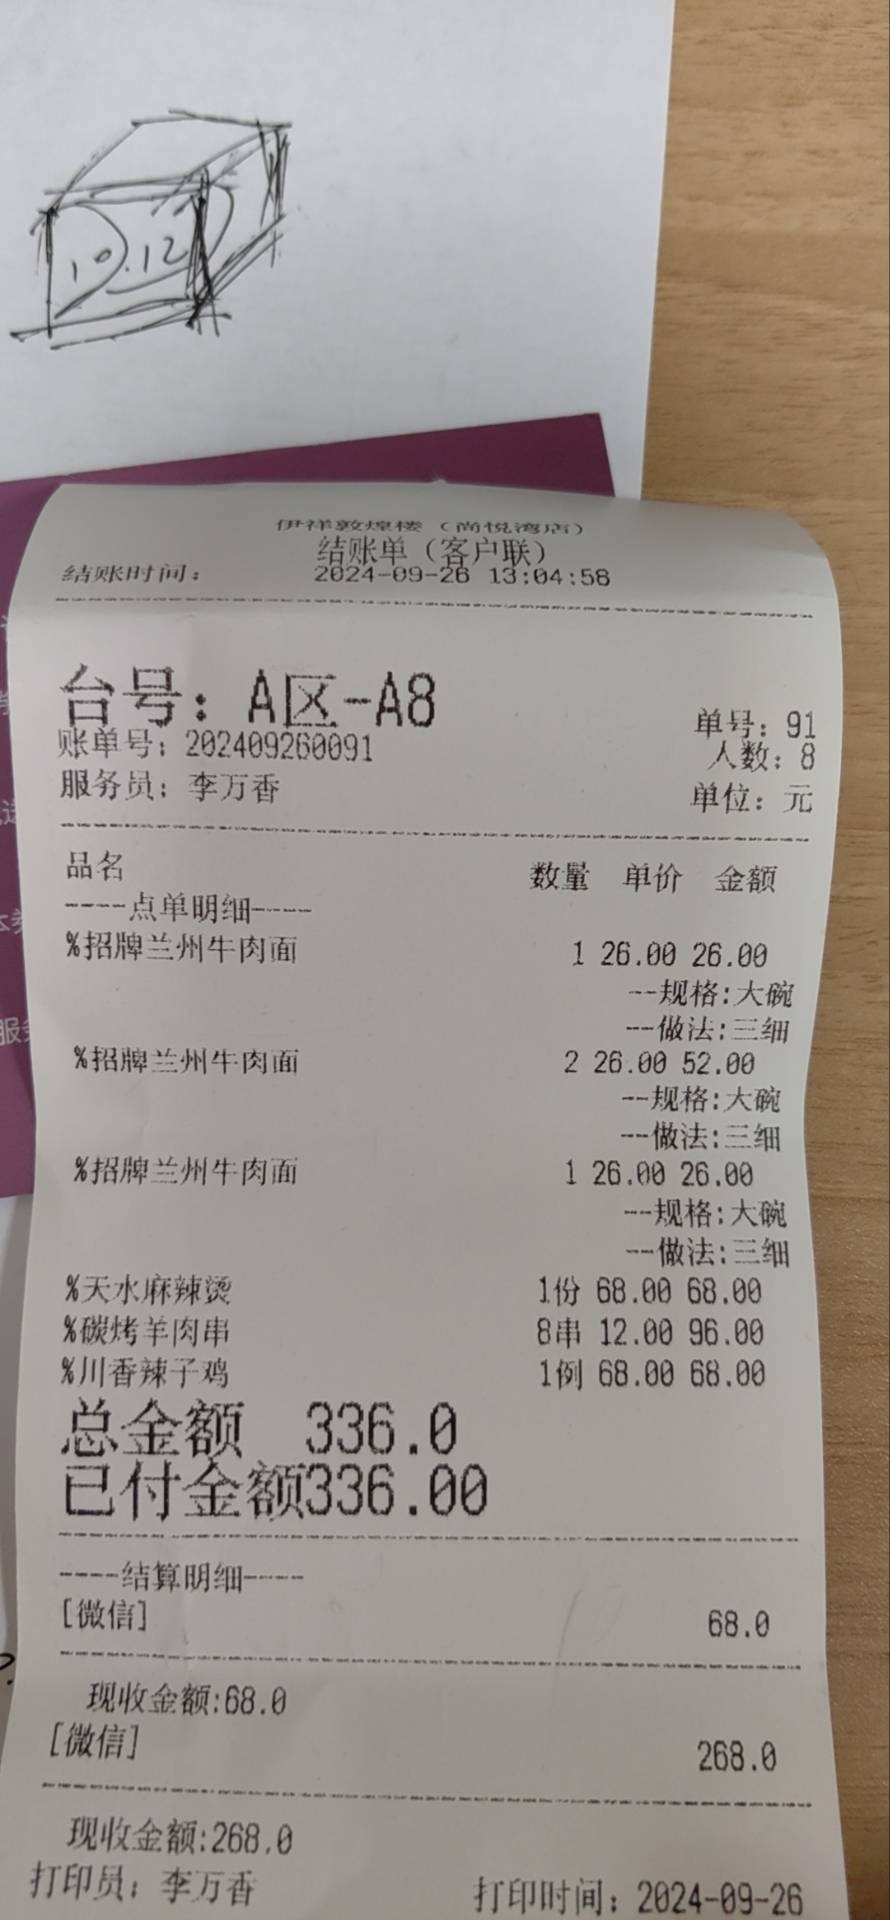 10.12
伊祥敦煌楼（尚悦湾店）
结账单（客户联）
结账时间： 2024-09-26 13:04:58
台号：A区-A8
单号：91
账单号：202409260091
人数：8
服务员：李万香
单位：元
品名 数量 单价 金额
----点单明细----
%招牌兰州牛肉面 1 26.00 26.00
--规格:大碗
--做法:三细
%招牌兰州牛肉面 2 26.00 52.00
--规格:大碗
--做法:三细
%招牌兰州牛肉面 1 26.00 26.00
--规格:大碗
--做法:三细
%天水麻辣烫 1份 68.00 68.00
%碳烤羊肉串 8串 12.00 96.00
%川香辣子鸡 1例 68.00 68.00
总金额 336.0
已付金额336.00
----结算明细----
[微信] 68.0
现收金额:68.0
[微信] 268.0
现收金额:268.0
打印员：李万香 打印时间：2024-09-26